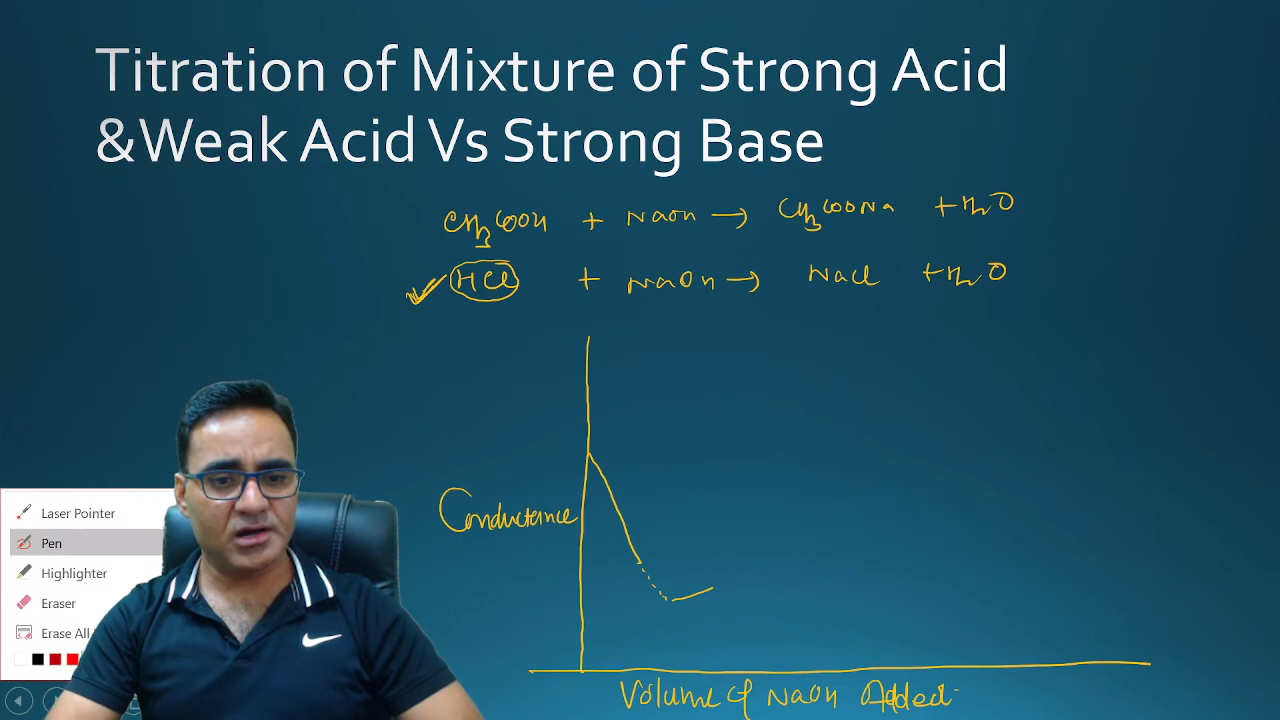 Titration of Mixture of Strong Acid
&Weak Acid Vs Strong Base
CH3COOH + NaOH → CH3COONa + H2O
HCl + NaOH → NaCl + H2O
Conductance
Laser Pointer
Pen
Highlighter
Eraser
Erase All
Volume of NaOH Added